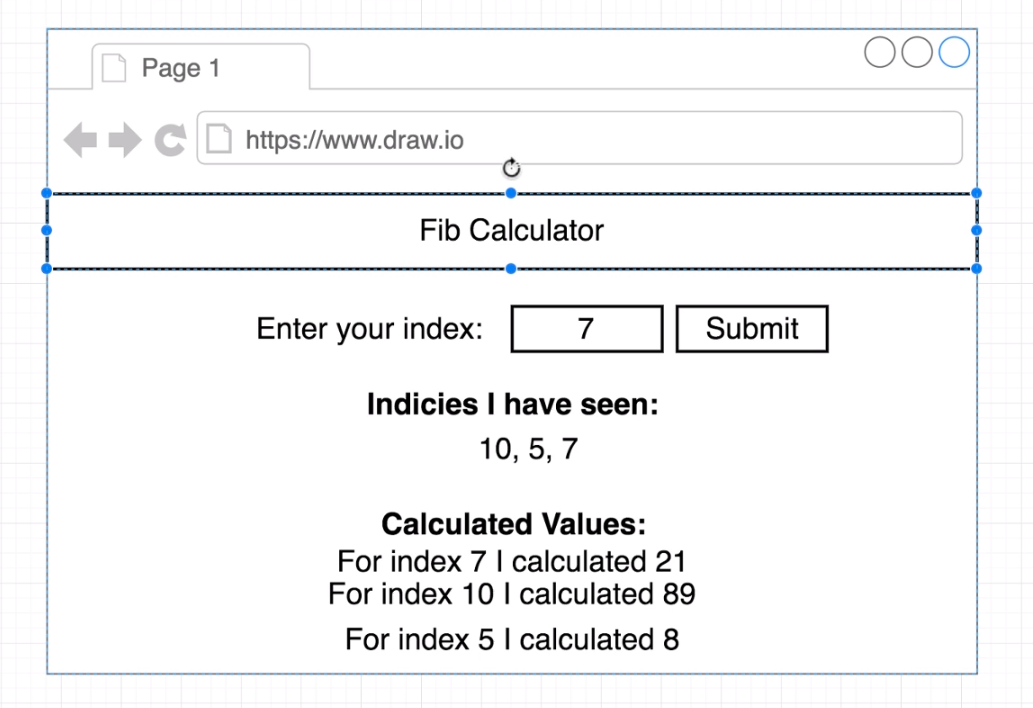 Page 1
https://www.draw.io
Fib Calculator
Enter your index: 7 Submit
Indicies I have seen:
10, 5, 7
Calculated Values:
For index 7 I calculated 21
For index 10 I calculated 89
For index 5 I calculated 8